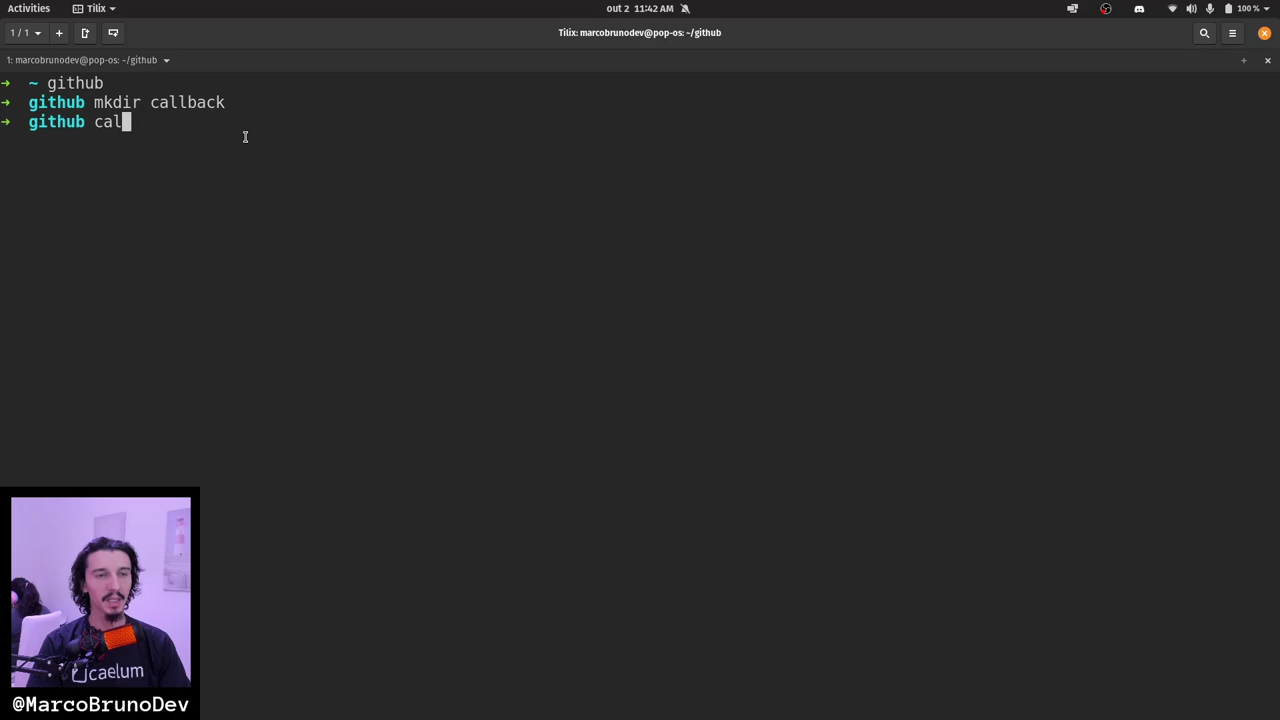 Activities Tilix out 2 11:42 AM 100 %
1 / 1 Tilix: marcobrunodev@pop-os: ~/github
1: marcobrunodev@pop-os: ~/github
➜ ~ github
➜ github mkdir callback
➜ github cal
caelum
@MarcoBrunoDev